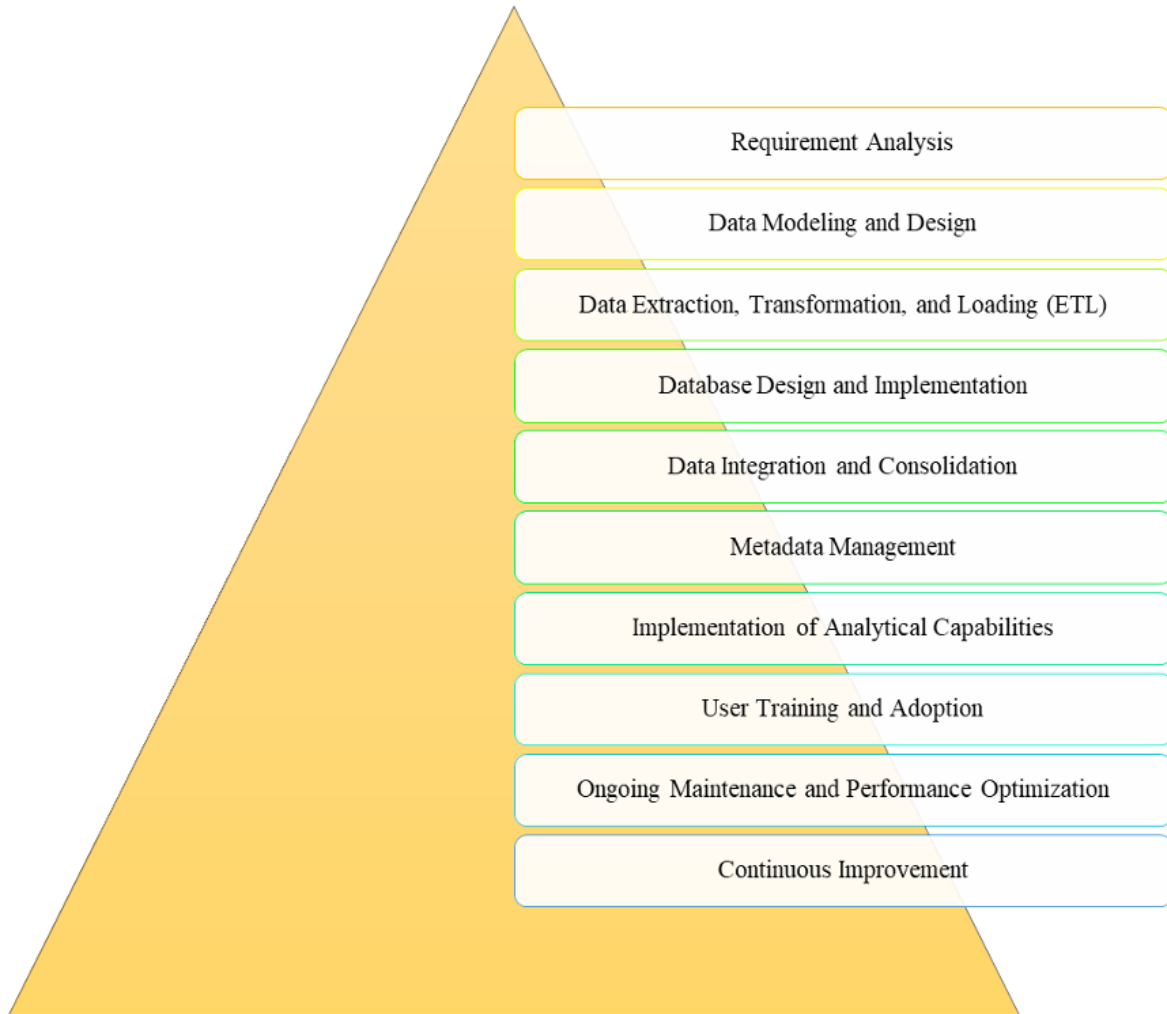 Requirement Analysis
Data Modeling and Design
Data Extraction, Transformation, and Loading (ETL)
Database Design and Implementation
Data Integration and Consolidation
Metadata Management
Implementation of Analytical Capabilities
User Training and Adoption
Ongoing Maintenance and Performance Optimization
Continuous Improvement